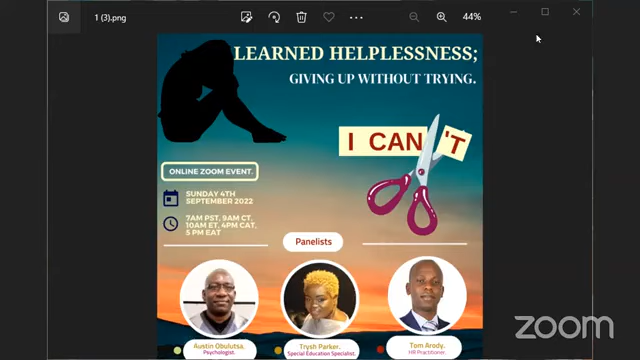 1 (3).png
44%
LEARNED HELPLESSNESS;
GIVING UP WITHOUT TRYING.
I CAN'T
ONLINE ZOOM EVENT.
SUNDAY 4TH
SEPTEMBER 2022
7AM PST, 9AM CT,
10AM ET, 4PM CAT,
5 PM EAT
Panelists
Austin Obulutsa,
Psychologist.
Trysh Parker,
Special Education Specialist.
Tom Arody.
HR Practitioner.
zoom